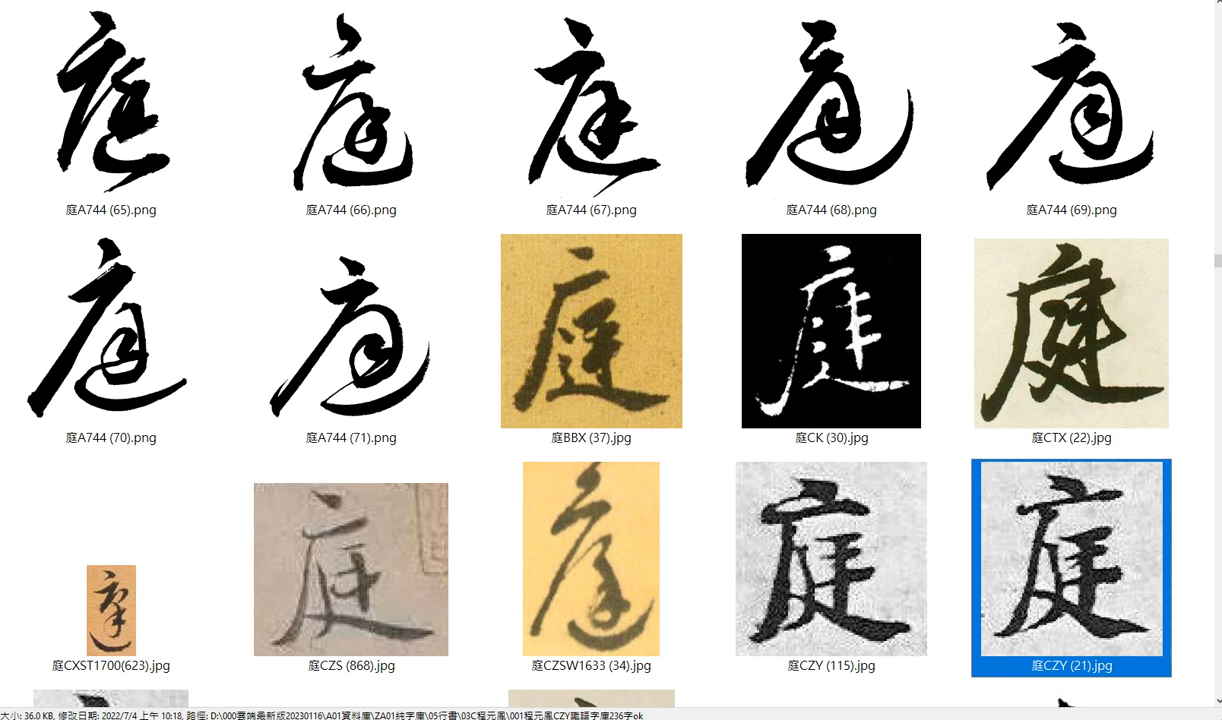 庭 庭 庭 庭 庭
庭A744 (65).png 庭A744 (66).png 庭A744 (67).png 庭A744 (68).png 庭A744 (69).png
庭 庭 庭 庭 庭
庭A744 (70).png 庭A744 (71).png 庭BBX (37).jpg 庭CK (30).jpg 庭CTX (22).jpg
庭 庭 庭 庭 庭
庭CXST1700(623).jpg 庭CZS (868).jpg 庭CZSW1633 (34).jpg 庭CZY (115).jpg 庭CZY (21).jpg
大小: 36.0 KB, 修改日期: 2022/7/4 上午 10:18, 路徑: D:\000雲端最新版20230116\A01資料庫\ZA01純字庫\05行書\03C程元鳳\001程元鳳CZY鑑語字庫236字ok